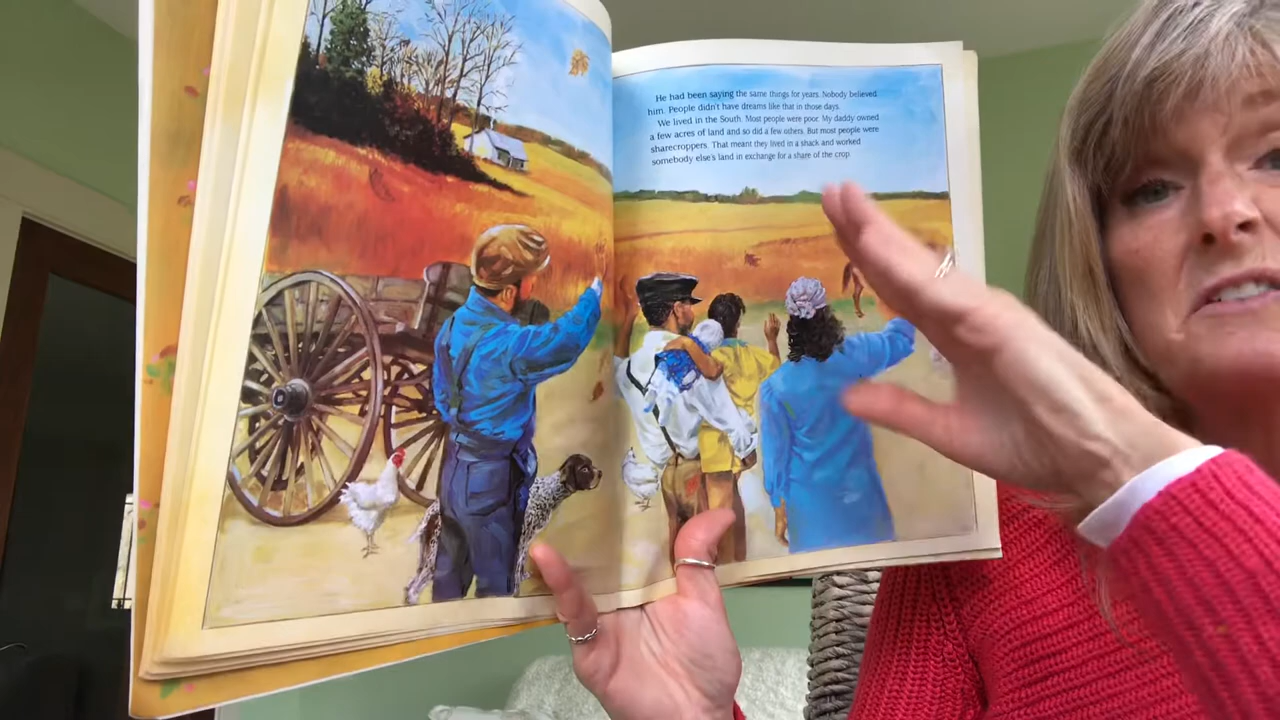 He had been saying the same things for years. Nobody believed
him. People didn't have dreams like that in those days.
We lived in the South. Most people were poor. My daddy owned
a few acres of land and so did a few others. But most people were
sharecroppers. That meant they lived in a shack and worked
somebody else's land in exchange for a share of the crop